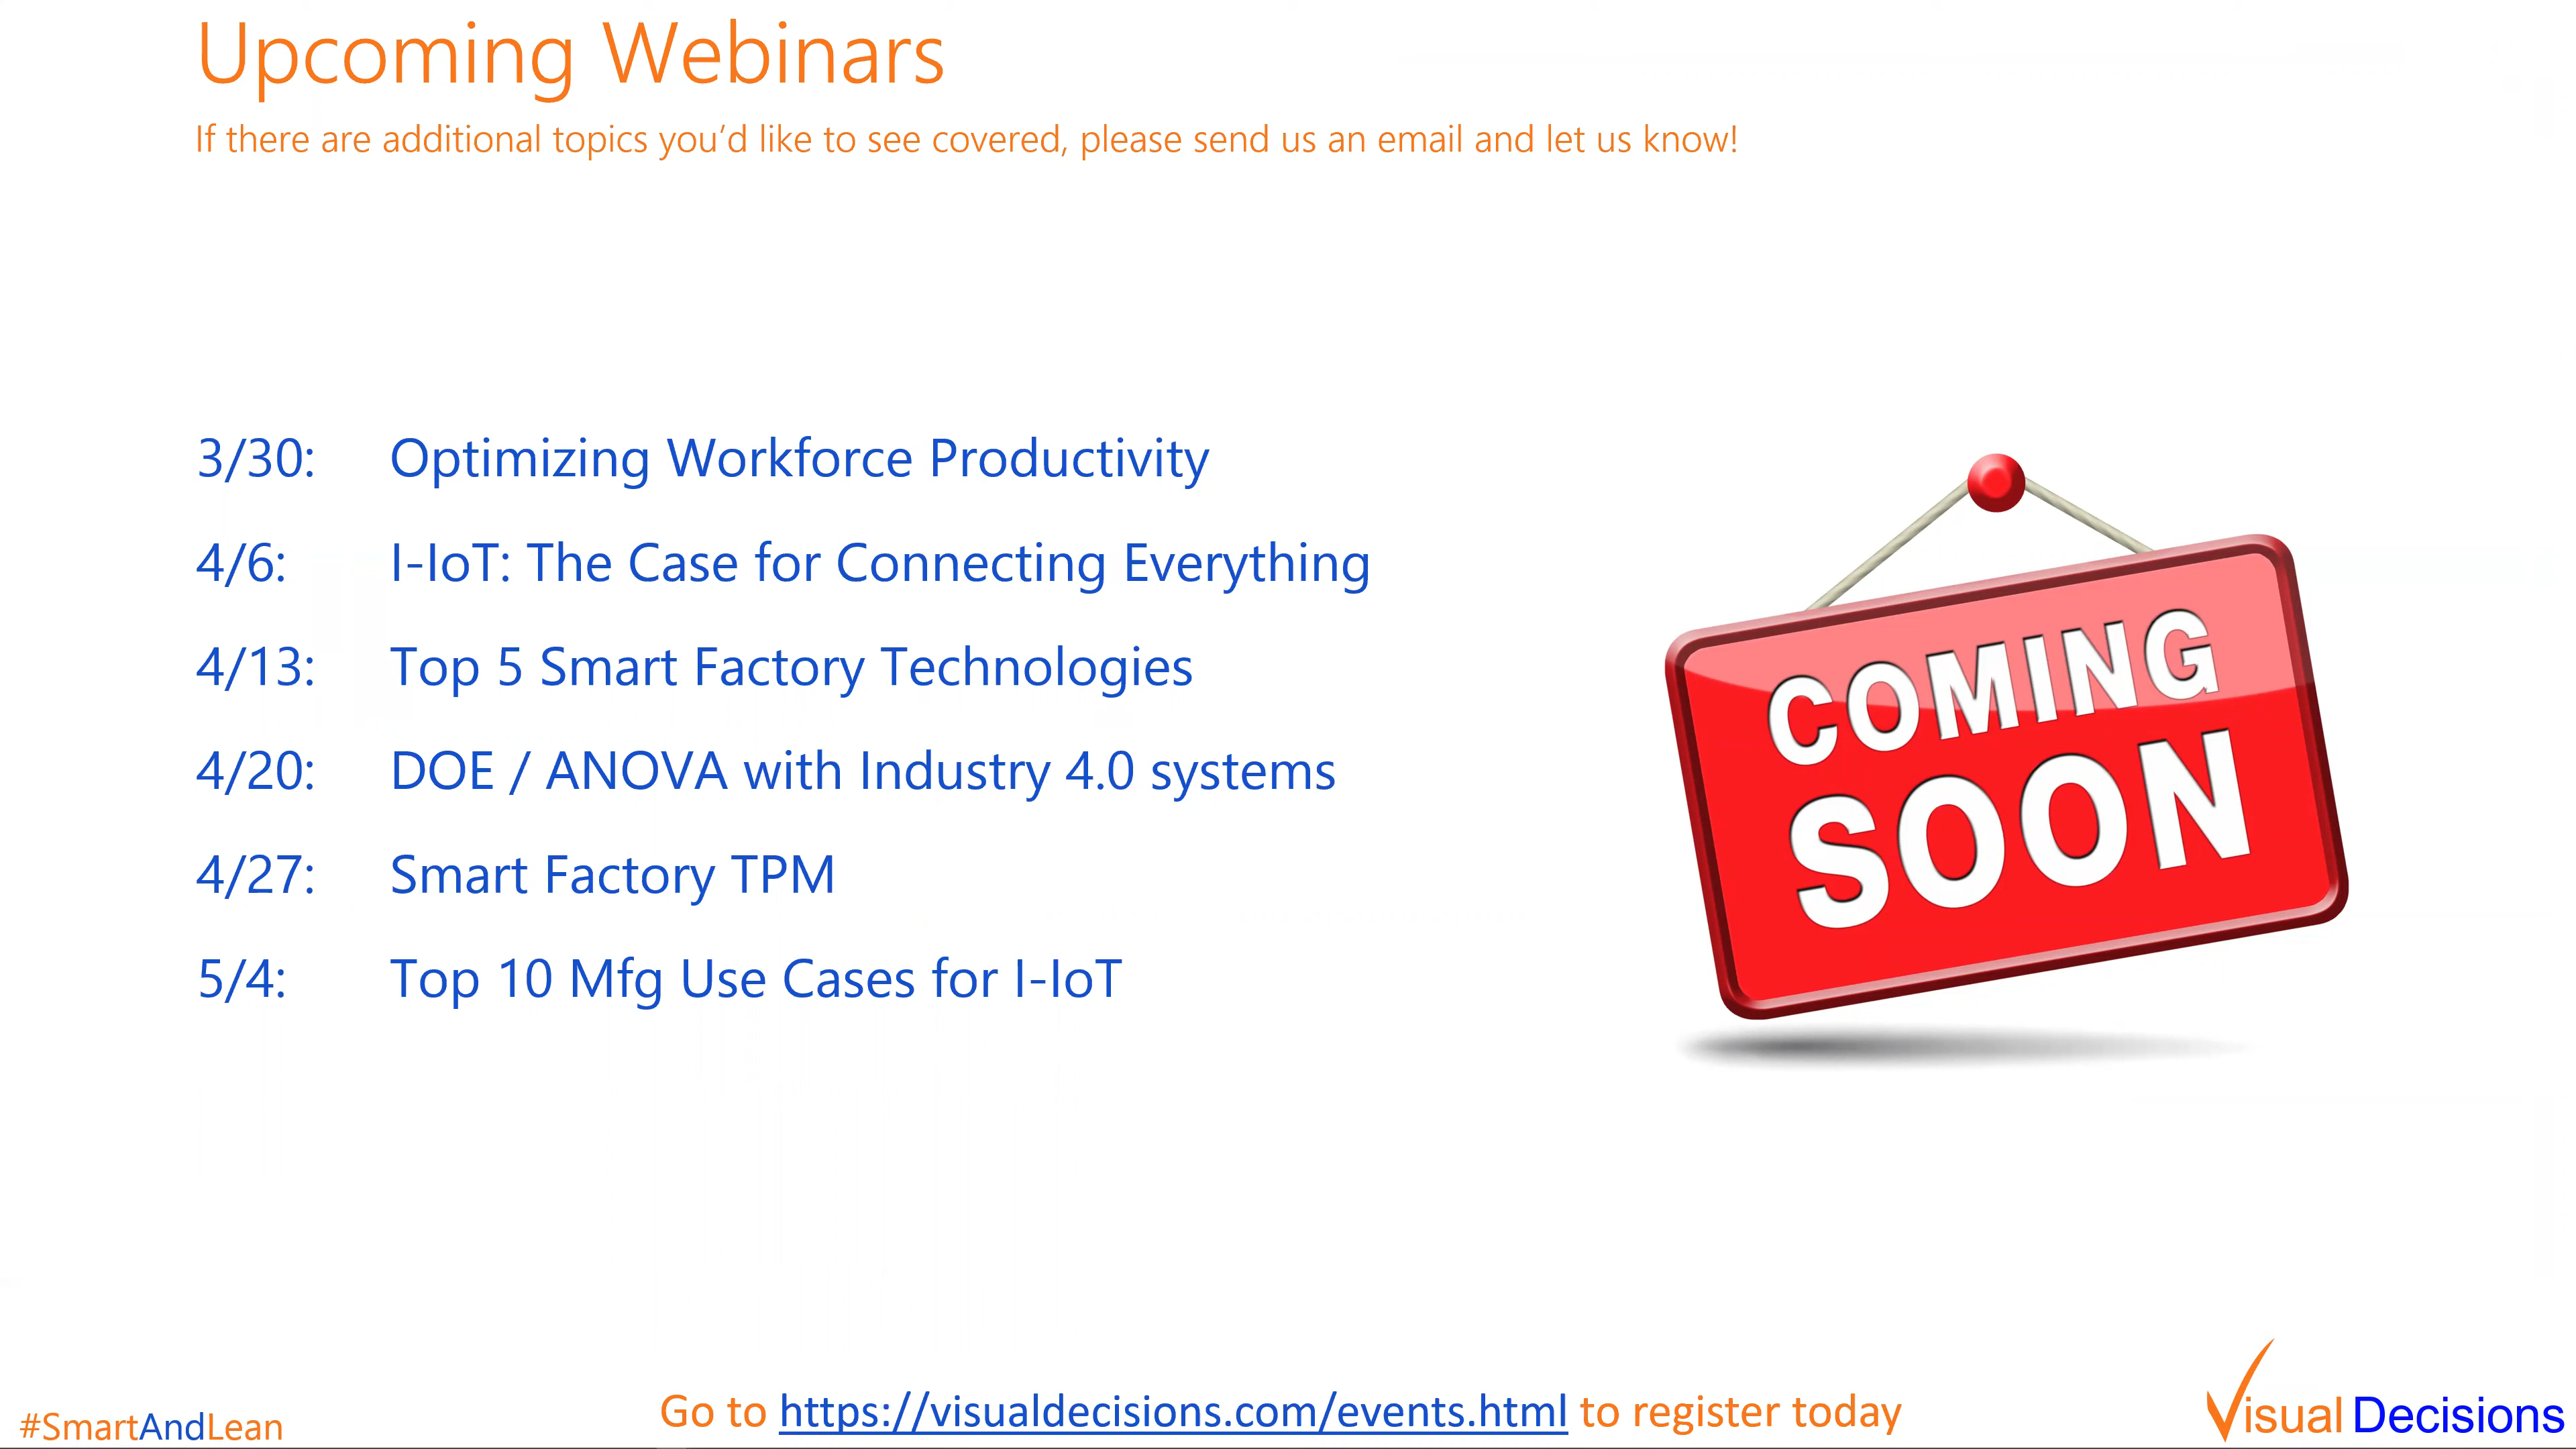 Upcoming Webinars
If there are additional topics you’d like to see covered, please send us an email and let us know!
3/30: Optimizing Workforce Productivity
4/6: I-IoT: The Case for Connecting Everything
4/13: Top 5 Smart Factory Technologies
4/20: DOE / ANOVA with Industry 4.0 systems
4/27: Smart Factory TPM
5/4: Top 10 Mfg Use Cases for I-IoT
COMING
SOON
#SmartAndLean
Go to https://visualdecisions.com/events.html to register today
Visual Decisions